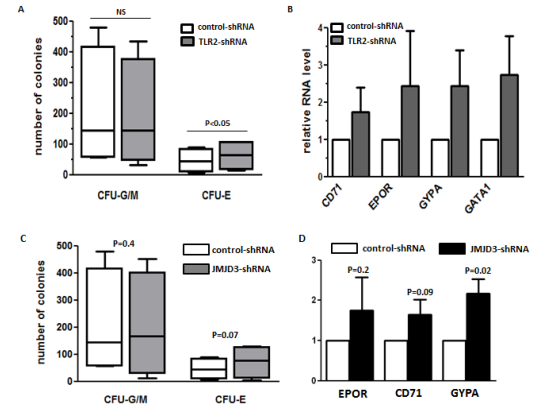 A
NS
control-shRNA
TLR2-shRNA
P<0.05
number of colonies
500
400
300
200
100
0
CFU-G/M
CFU-E
B
control-shRNA
TLR2-shRNA
relative RNA level
4
3
2
1
0
CD71
EPOR
GYPA
GATA1
C
P=0.4
control-shRNA
JMJD3-shRNA
P=0.07
number of colonies
500
400
300
200
100
0
CFU-G/M
CFU-E
D
control-shRNA
JMJD3-shRNA
P=0.2
P=0.09
P=0.02
3
2
1
0
EPOR
CD71
GYPA